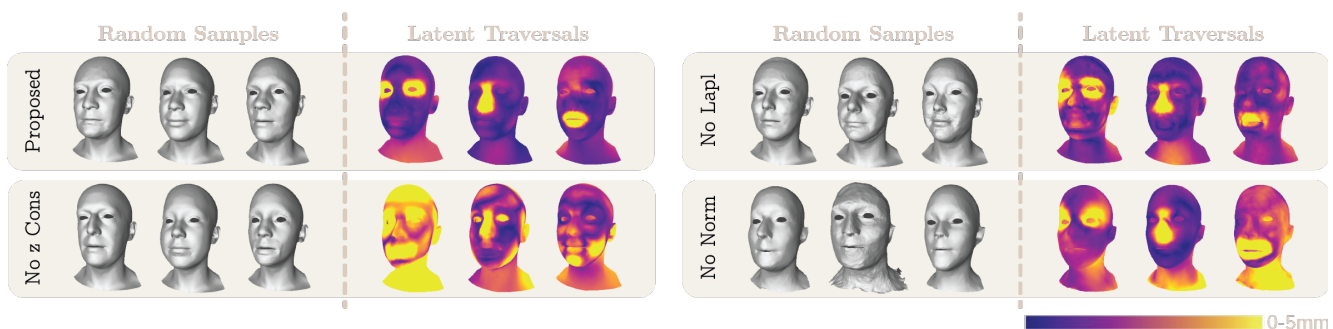 Random Samples
Latent Traversals
Random Samples
Latent Traversals
Proposed
No Lapl
No z Cons
No Norm
0-5mm